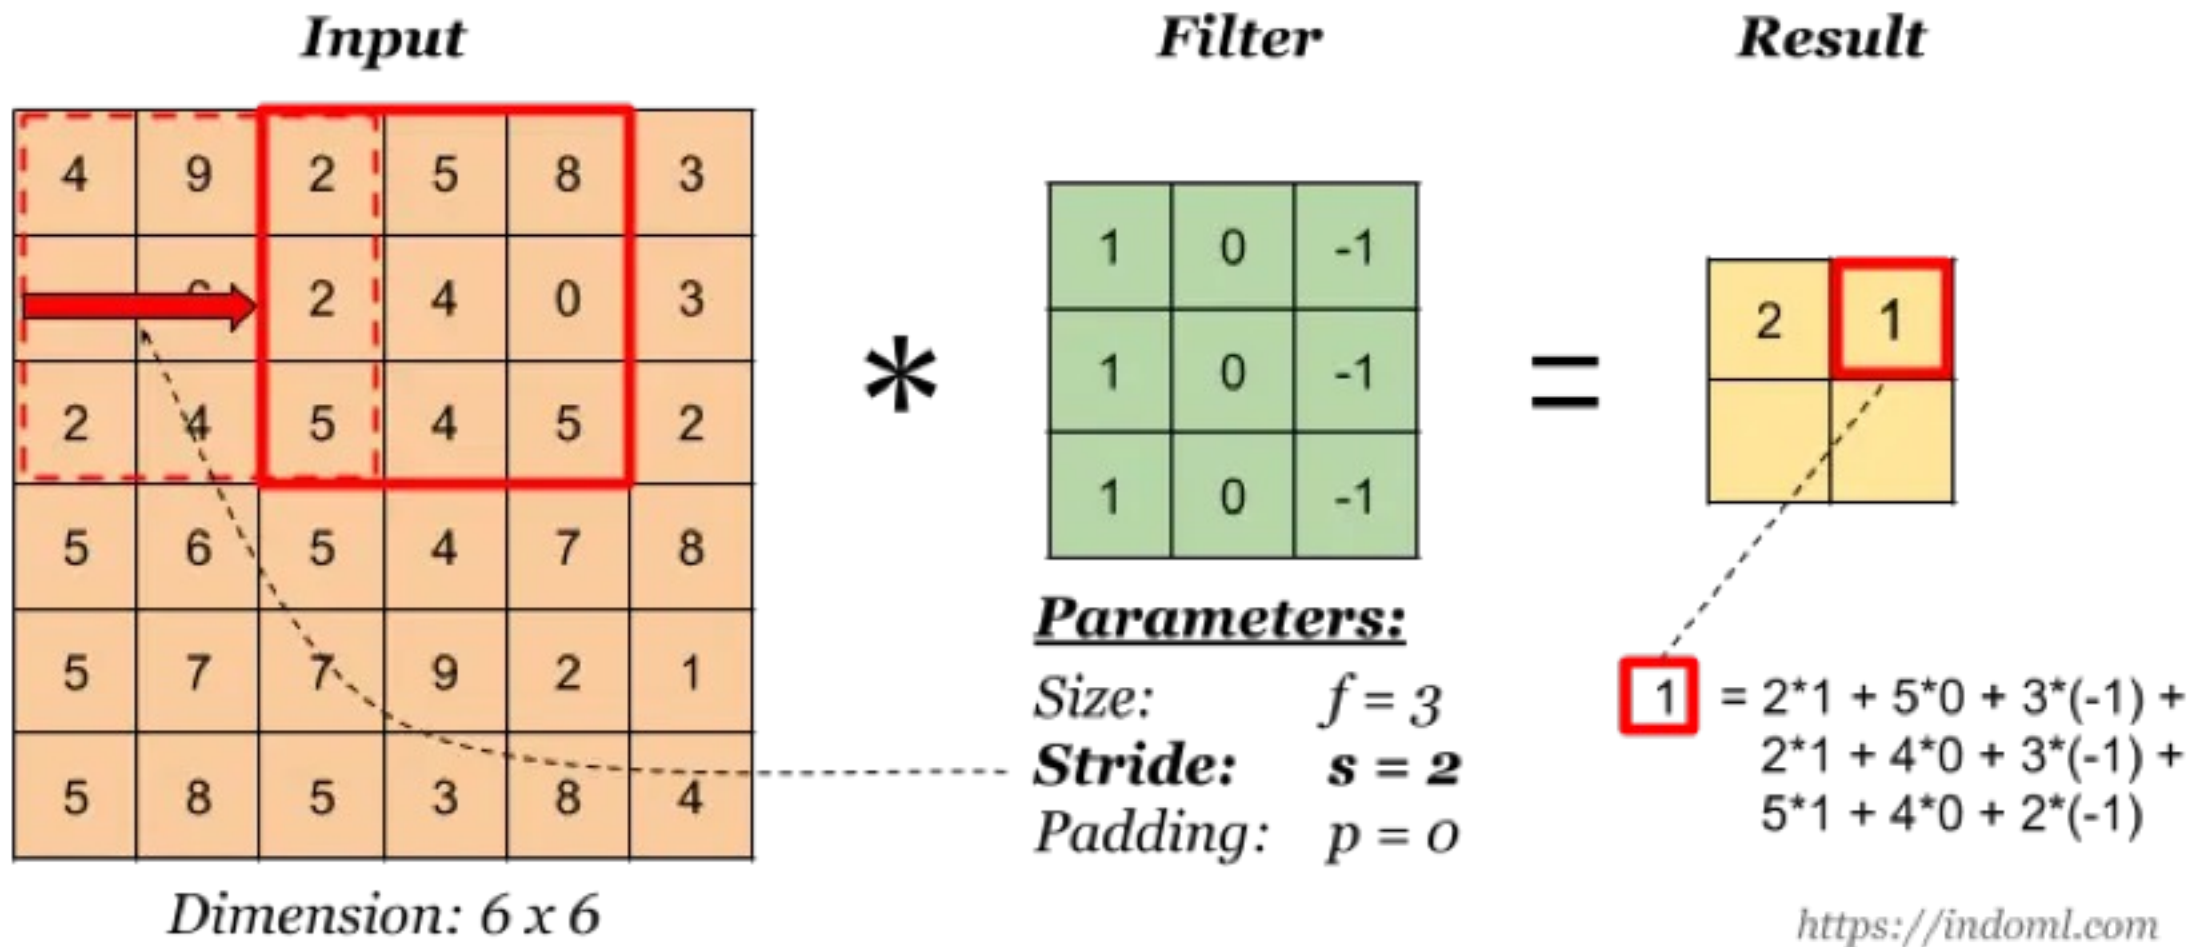 Input Filter Result
4 9 2 5 8 3
2 4 0 3
2 4 5 4 5 2
5 6 5 4 7 8
5 7 7 9 2 1
5 8 5 3 8 4
Dimension: 6 x 6
*
1 0 -1
1 0 -1
1 0 -1
Parameters:
Size: f = 3
Stride: s = 2
Padding: p = 0
=
2 1
1 = 2*1 + 5*0 + 3*(-1) +
2*1 + 4*0 + 3*(-1) +
5*1 + 4*0 + 2*(-1)
https://indoml.com